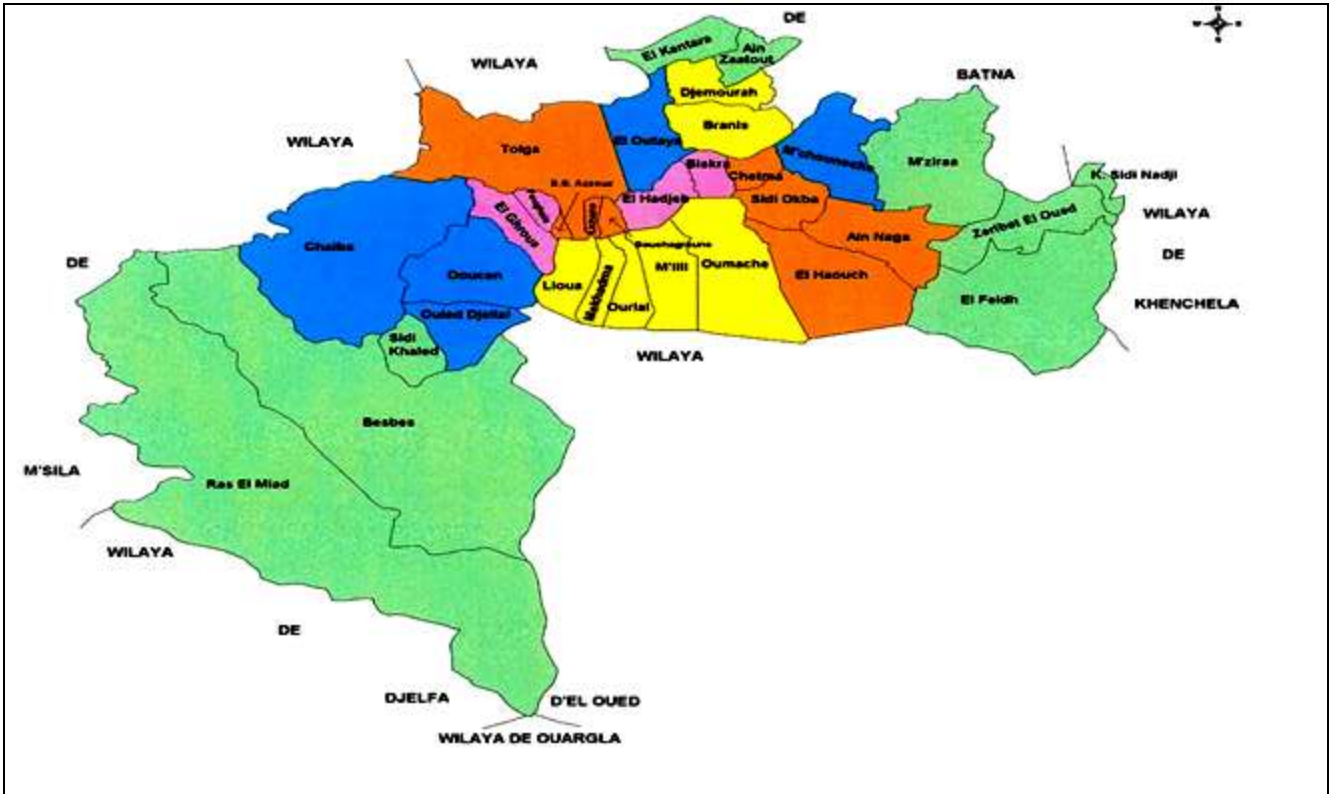 DE
WILAYA
El Kantara
Ain
Zaatout
BATNA
Djemourah
Branis
WILAYA
Tolga
El Outaya
M'chouneche
M'ziraa
K. Sidi Nadji
Biskra
Chetma
B.B. Azzouz
El Hadjeb
Sidi Okba
El Ghrous
Zeribet El Oued
WILAYA
Ain Naga
Chaiba
DE
DE
Doucen
M'lili
Oumache
El Haouch
Lioua
Mekhadma
Ourlal
El Feidh
KHENCHELA
Ouled Djellal
Sidi
Khaled
WILAYA
Besbes
M'SILA
Ras El Miad
WILAYA
DE
DJELFA
D'EL OUED
WILAYA DE OUARGLA